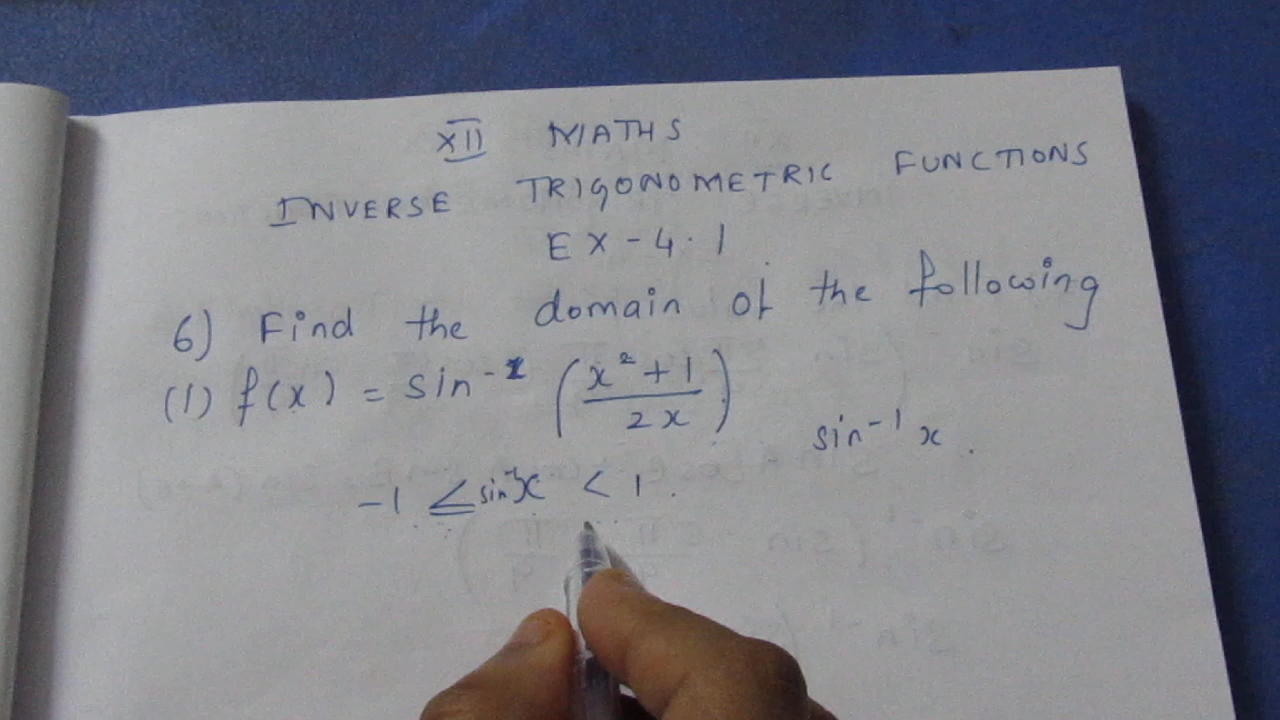 XII MATHS
INVERSE TRIGONOMETRIC FUNCTIONS
EX-4.1
6) Find the domain of the following
(1) f(x) = sin⁻¹ ((x² + 1)/(2x))
sin⁻¹ x.
-1 ≤ sin⁻¹x < 1.